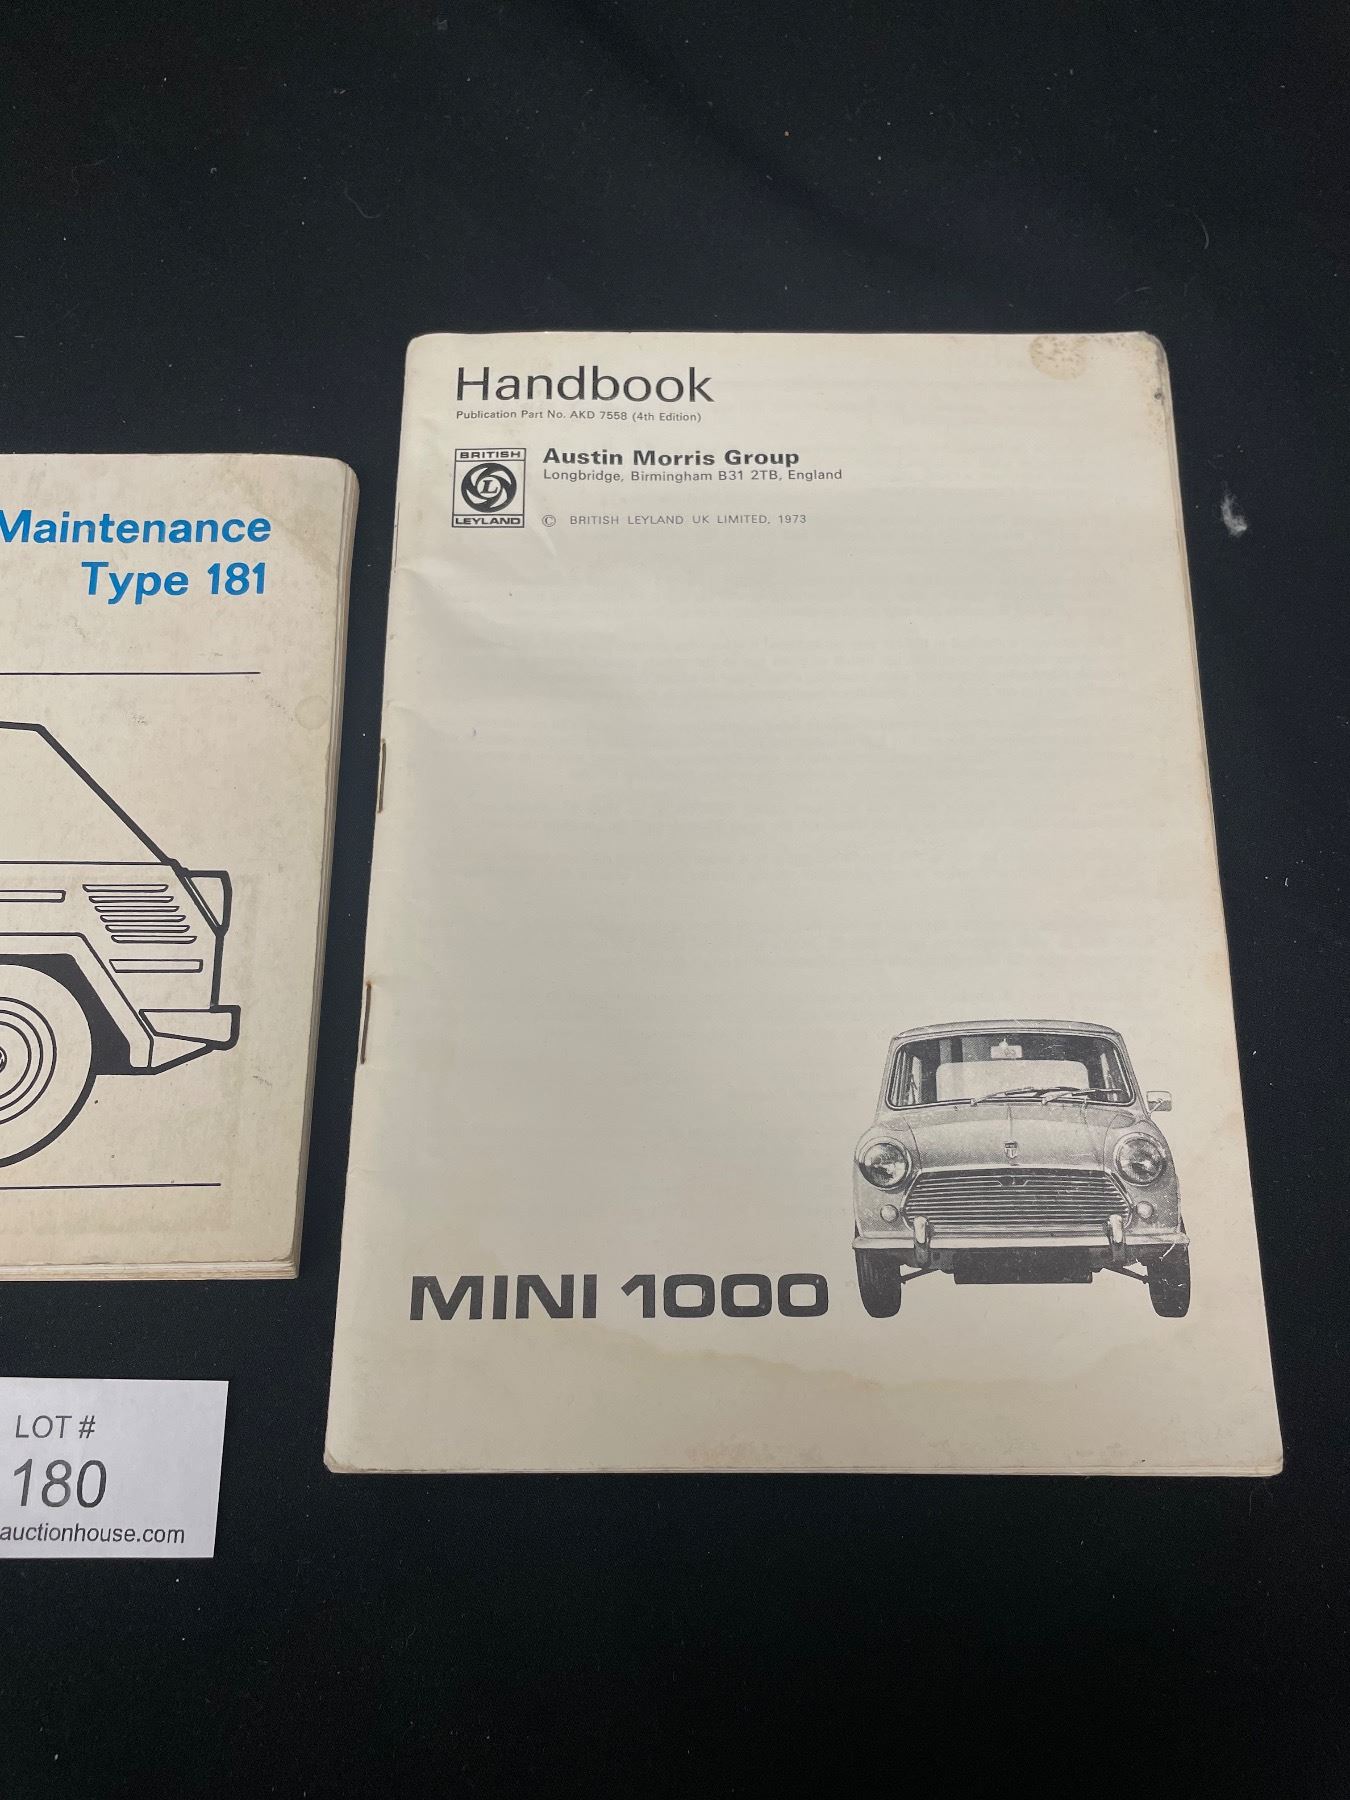 Handbook
Publication Part No. AKD 7558 (4th Edition)
BRITISH
L
LEYLAND
Austin Morris Group
Longbridge, Birmingham B31 2TB, England
© BRITISH LEYLAND UK LIMITED, 1973
MINI 1000
Maintenance
Type 181
LOT #
180
auctionhouse.com